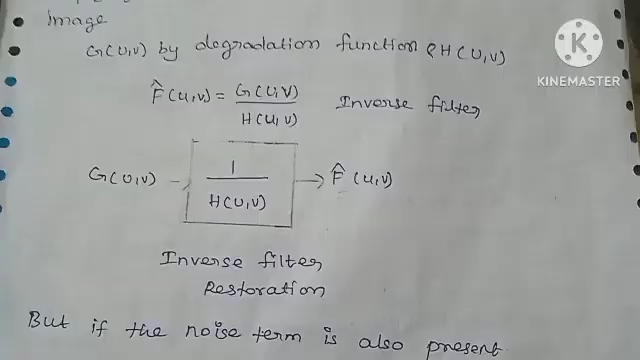 Image
G(U,V) by degradation function H(U,V)
F̂(u,v) = G(U,V) / H(U,V) Inverse filter
G(U,V) → 1 / H(U,V) → F̂(u,v)
Inverse filter
Restoration
But if the noise term is also present
K
KINEMASTER